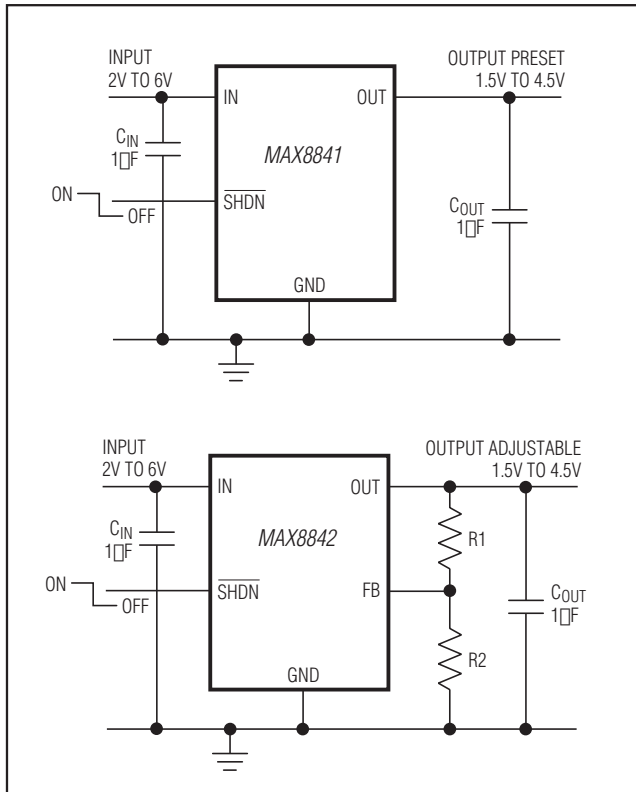 INPUT
2V TO 6V
OUTPUT PRESET
1.5V TO 4.5V
IN
OUT
MAX8841
CIN
1▯F
ON
OFF
SHDN
COUT
1▯F
GND
INPUT
2V TO 6V
OUTPUT ADJUSTABLE
1.5V TO 4.5V
IN
OUT
MAX8842
R1
CIN
1▯F
ON
OFF
SHDN
FB
COUT
1▯F
R2
GND